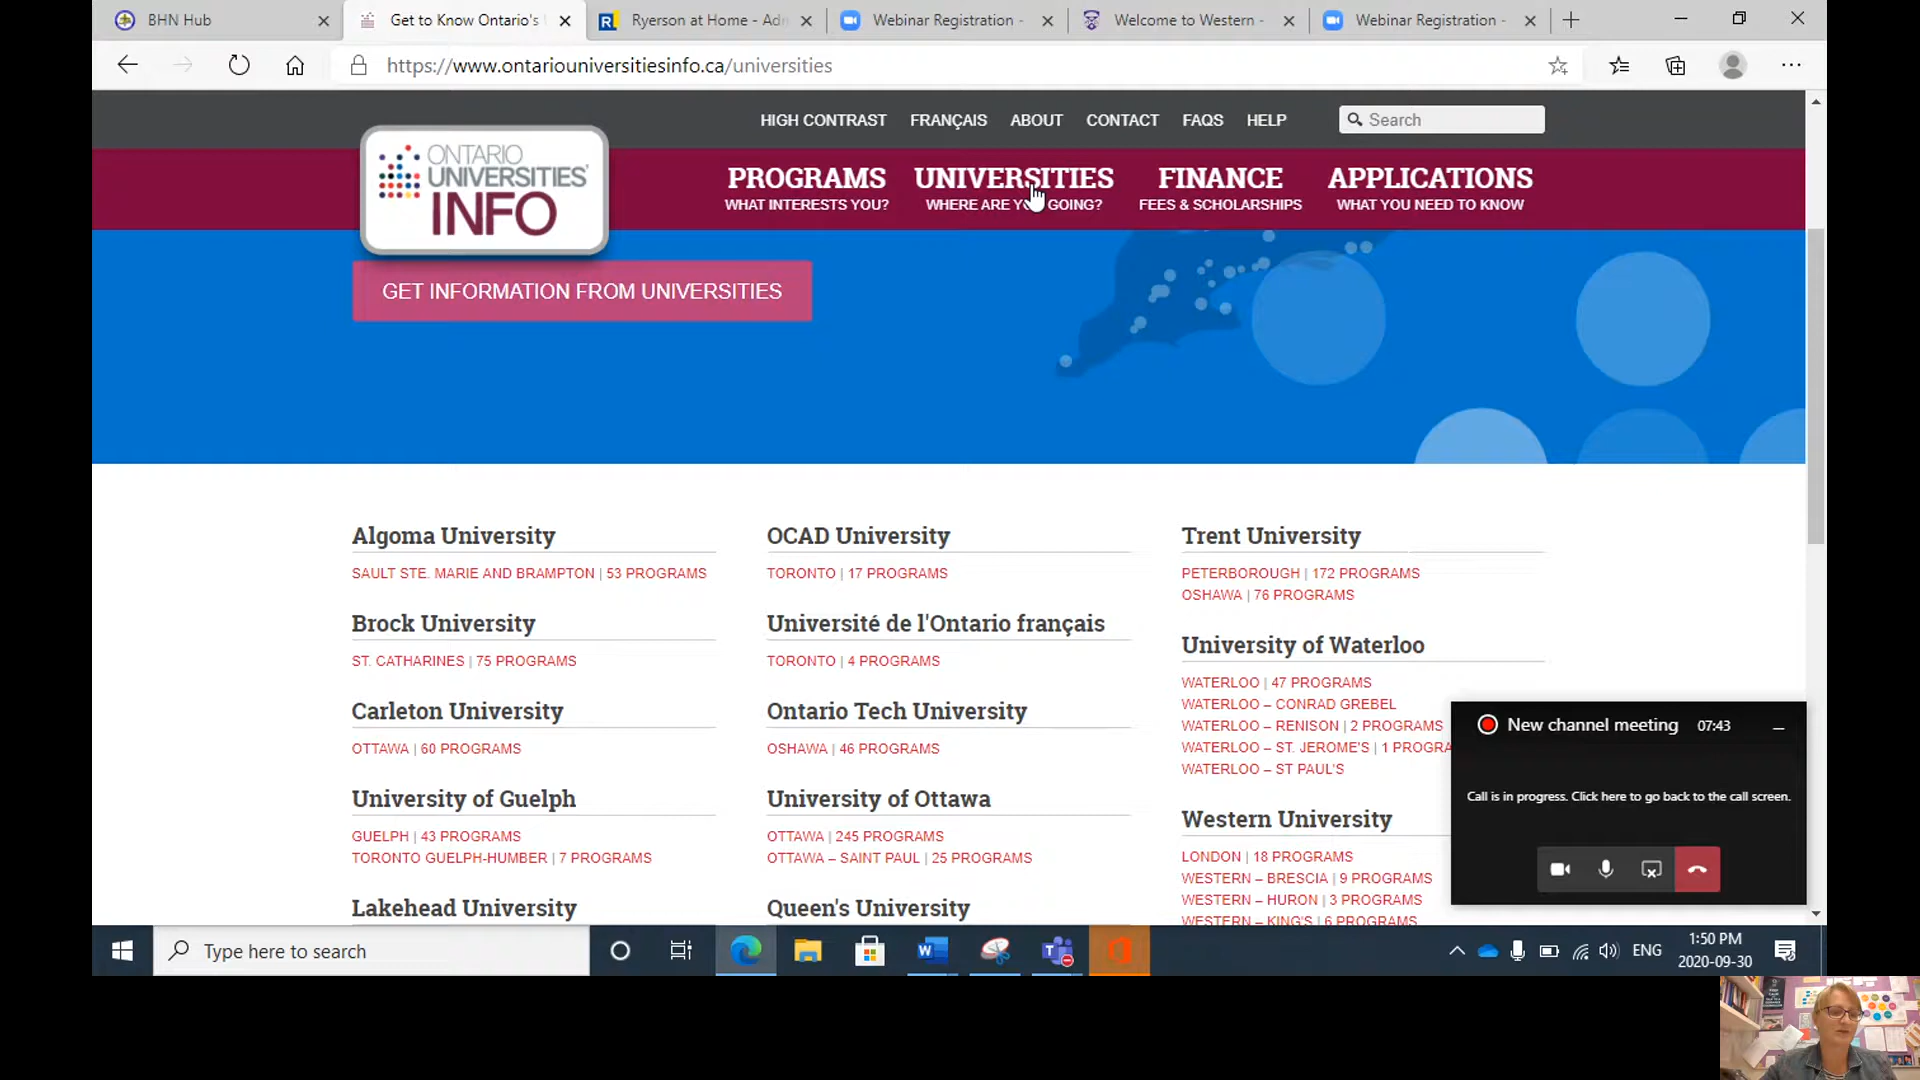 BHN Hub
Get to Know Ontario's
Ryerson at Home - Adr
Webinar Registration -
Welcome to Western -
Webinar Registration -
https://www.ontariouniversitiesinfo.ca/universities
HIGH CONTRAST FRANÇAIS ABOUT CONTACT FAQS HELP Search
ONTARIO
UNIVERSITIES'
INFO
PROGRAMS
WHAT INTERESTS YOU?
UNIVERSITIES
WHERE ARE YOU GOING?
FINANCE
FEES & SCHOLARSHIPS
APPLICATIONS
WHAT YOU NEED TO KNOW
GET INFORMATION FROM UNIVERSITIES
Algoma University
SAULT STE. MARIE AND BRAMPTON | 53 PROGRAMS
Brock University
ST. CATHARINES | 75 PROGRAMS
Carleton University
OTTAWA | 60 PROGRAMS
University of Guelph
GUELPH | 43 PROGRAMS
TORONTO GUELPH-HUMBER | 7 PROGRAMS
Lakehead University
OCAD University
TORONTO | 17 PROGRAMS
Université de l'Ontario français
TORONTO | 4 PROGRAMS
Ontario Tech University
OSHAWA | 46 PROGRAMS
University of Ottawa
OTTAWA | 245 PROGRAMS
OTTAWA – SAINT PAUL | 25 PROGRAMS
Queen's University
Trent University
PETERBOROUGH | 172 PROGRAMS
OSHAWA | 76 PROGRAMS
University of Waterloo
WATERLOO | 47 PROGRAMS
WATERLOO – CONRAD GREBEL
WATERLOO – RENISON | 2 PROGRAMS
WATERLOO – ST. JEROME'S | 1 PROGRA
WATERLOO – ST PAUL'S
Western University
LONDON | 18 PROGRAMS
WESTERN – BRESCIA | 9 PROGRAMS
WESTERN – HURON | 3 PROGRAMS
WESTERN – KING'S | 6 PROGRAMS
New channel meeting 07:43
Call is in progress. Click here to go back to the call screen.
Type here to search
ENG
1:50 PM
2020-09-30